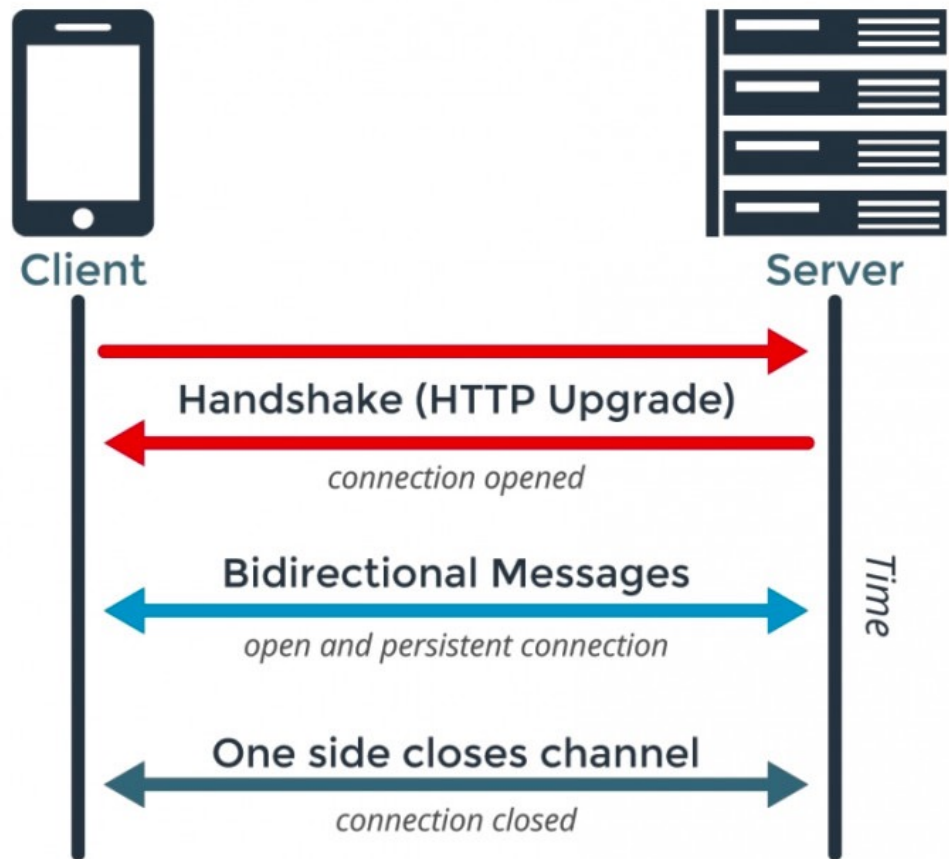 Client
Server
Handshake (HTTP Upgrade)
connection opened
Bidirectional Messages
open and persistent connection
Time
One side closes channel
connection closed